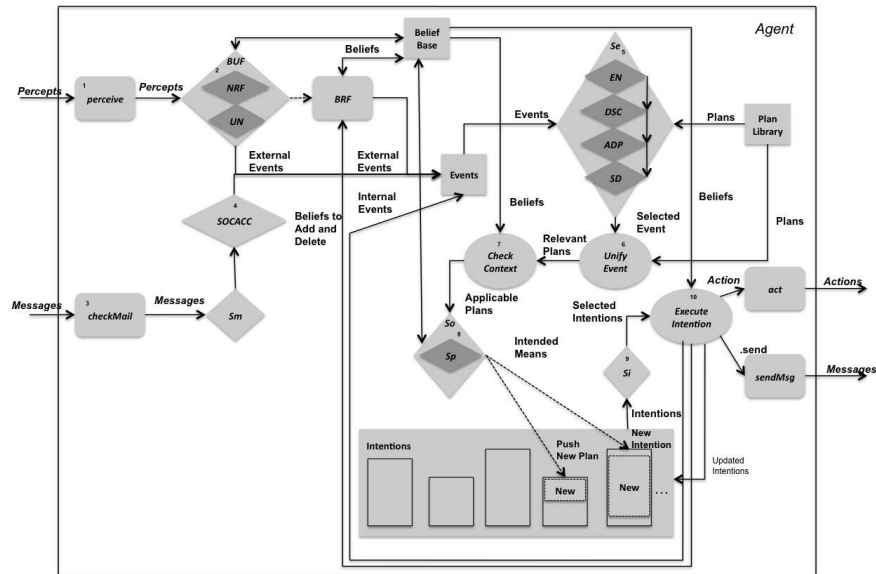 Agent
Belief
Base
Beliefs
BUF
2
NRF
UN
BRF
Percepts
1
perceive
Percepts
Se
5
EN
DSC
ADP
SD
Events
Plans
Plan
Library
External
Events
External
Events
Events
Internal
Events
4
SOCACC
Beliefs to
Add and
Delete
Beliefs
Beliefs
Selected
Event
Plans
Relevant
Plans
7
Check
Context
6
Unify
Event
Messages
3
checkMail
Messages
Sm
Applicable
Plans
Selected
Intentions
10
Execute
Intention
Action
act
Actions
So
8
Sp
Intended
Means
9
Si
.send
sendMsg
Messages
Intentions
Intentions
Push
New Plan
New
Intention
New
New
...
Updated
Intentions